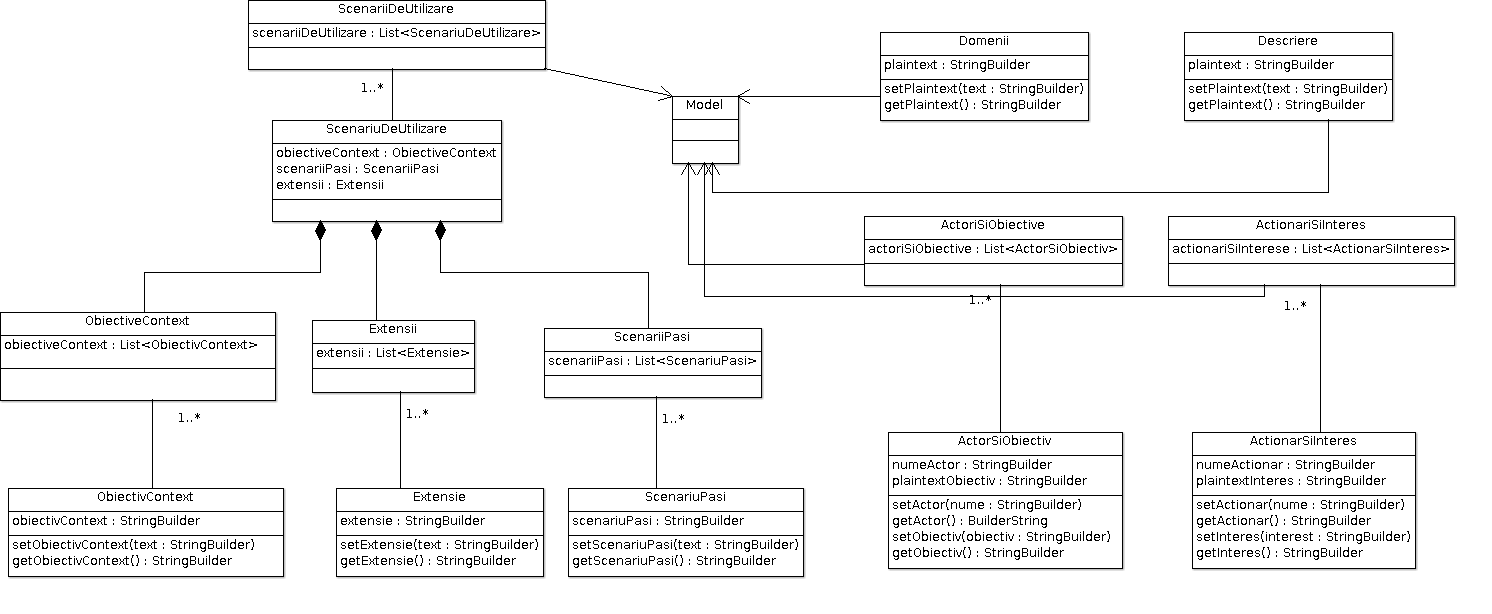 ScenariiDeUtilizare
scenariiDeUtilizare : List<ScenariuDeUtilizare>
1..*
ScenariuDeUtilizare
obiectiveContext : ObiectiveContext
scenariiPasi : ScenariiPasi
extensii : Extensii
Model
Domenii
plaintext : StringBuilder
setPlaintext(text : StringBuilder)
getPlaintext() : StringBuilder
Descriere
plaintext : StringBuilder
setPlaintext(text : StringBuilder)
getPlaintext() : StringBuilder
ActoriSiObiective
actoriSiObiective : List<ActorSiObiectiv>
1..*
ActionariSiInteres
actionariSiInterese : List<ActionarSiInteres>
1..*
ObiectiveContext
obiectiveContext : List<ObiectivContext>
1..*
Extensii
extensii : List<Extensie>
1..*
ScenariiPasi
scenariiPasi : List<ScenariuPasi>
1..*
ObiectivContext
obiectivContext : StringBuilder
setObiectivContext(text : StringBuilder)
getObiectivContext() : StringBuilder
Extensie
extensie : StringBuilder
setExtensie(text : StringBuilder)
getExtensie() : StringBuilder
ScenariuPasi
scenariuPasi : StringBuilder
setScenariuPasi(text : StringBuilder)
getScenariuPasi() : StringBuilder
ActorSiObiectiv
numeActor : StringBuilder
plaintextObiectiv : StringBuilder
setActor(nume : StringBuilder)
getActor() : BuilderString
setObiectiv(obiectiv : StringBuilder)
getObiectiv() : StringBuilder
ActionarSiInteres
numeActionar : StringBuilder
plaintextInteres : StringBuilder
setActionar(nume : StringBuilder)
getActionar() : StringBuilder
setInteres(interest : StringBuilder)
getInteres() : StringBuilder